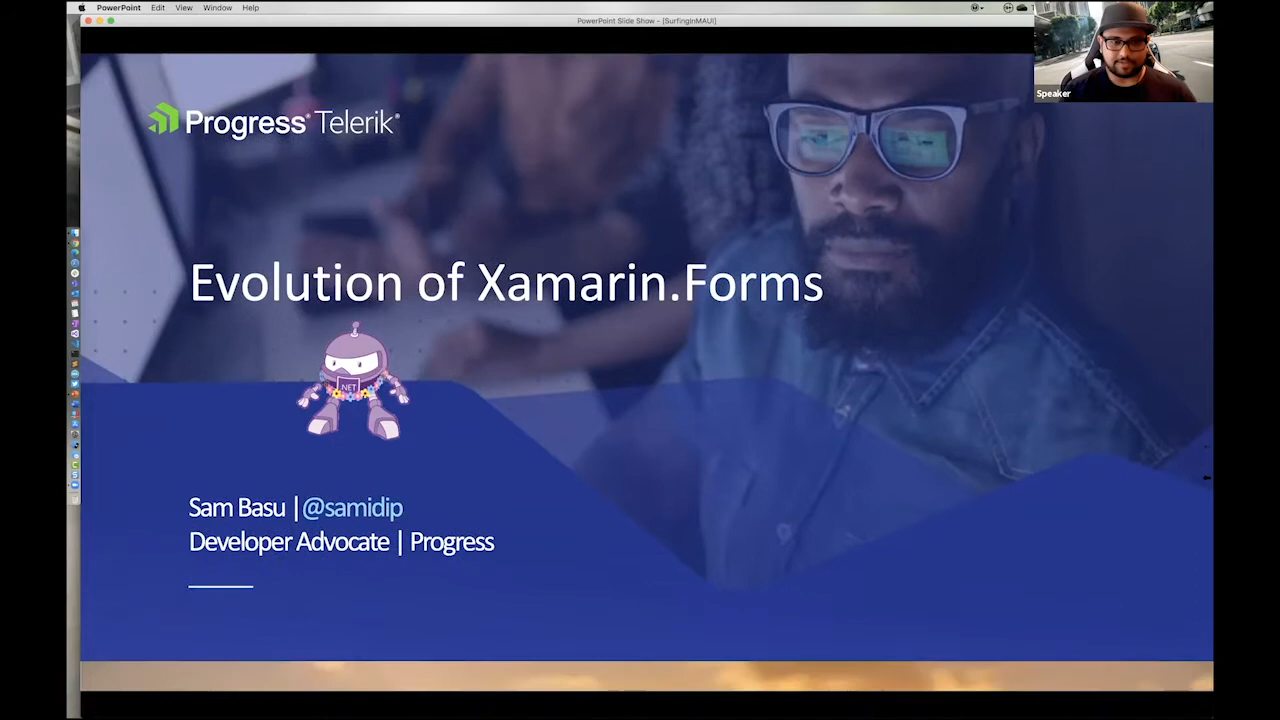 PowerPoint Edit View Window Help
PowerPoint Slide Show - [SurfingInMAUI]
Speaker
Progress® Telerik®
Evolution of Xamarin.Forms
.NET
Sam Basu | @samidip
Developer Advocate | Progress